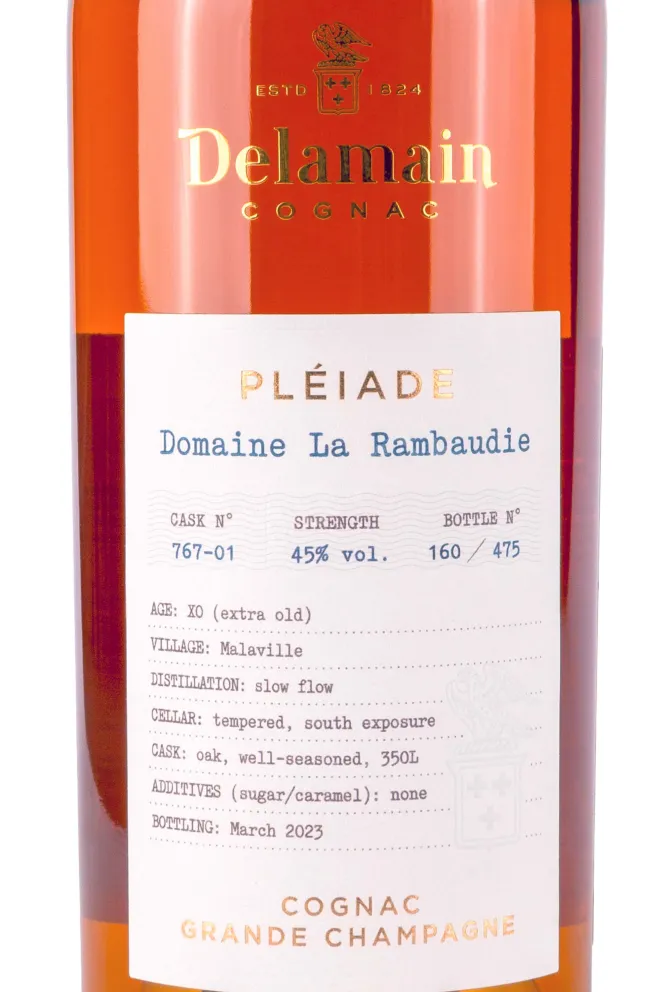 ESTD 1824
Delamain
COGNAC
PLÉIADE
Domaine La Rambaudie
CASK N° STRENGTH BOTTLE N°
767-01 45% vol. 160 / 475
AGE: XO (extra old)
VILLAGE: Malaville
DISTILLATION: slow flow
CELLAR: tempered, south exposure
CASK: oak, well-seasoned, 350L
ADDITIVES (sugar/caramel): none
BOTTLING: March 2023
COGNAC
GRANDE CHAMPAGNE